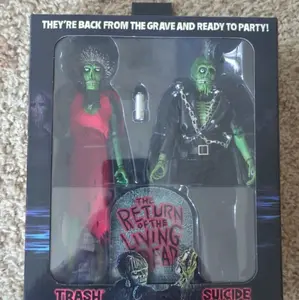 THEY'RE BACK FROM THE GRAVE AND READY TO PARTY!
THE
RETURN
OF THE
LIVING
DEAD
TRASH
SUICIDE